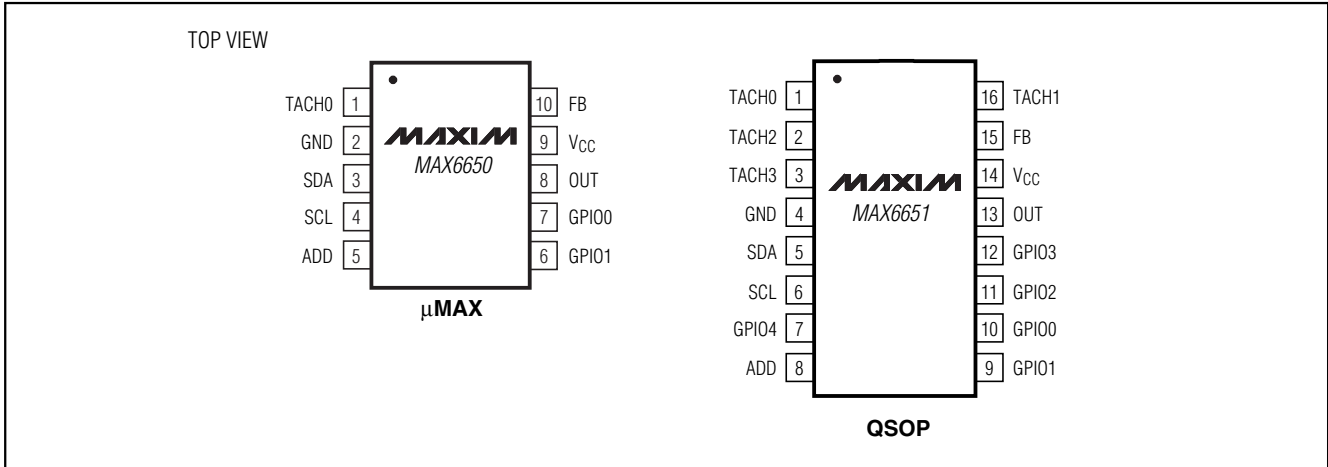 TOP VIEW
TACH0 1
GND 2
SDA 3
SCL 4
ADD 5
MAXIM
MAX6650
10 FB
9 VCC
8 OUT
7 GPIO0
6 GPIO1
µMAX
TACH0 1
TACH2 2
TACH3 3
GND 4
SDA 5
SCL 6
GPIO4 7
ADD 8
MAXIM
MAX6651
16 TACH1
15 FB
14 VCC
13 OUT
12 GPIO3
11 GPIO2
10 GPIO0
9 GPIO1
QSOP